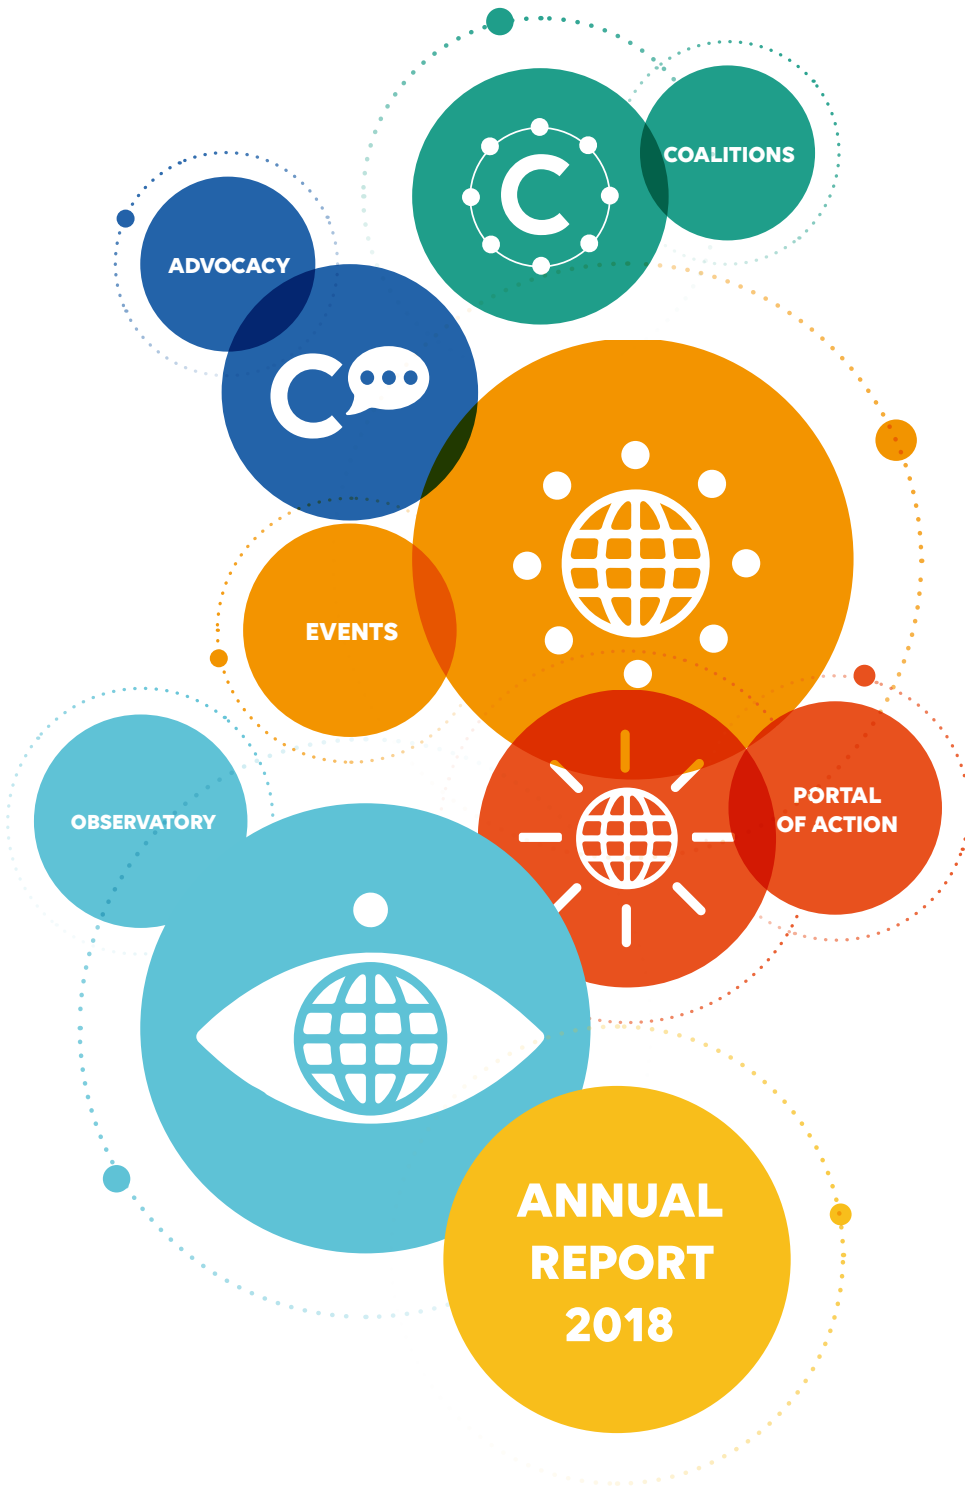 COALITIONS
ADVOCACY
EVENTS
PORTAL
OF ACTION
OBSERVATORY
ANNUAL
REPORT
2018